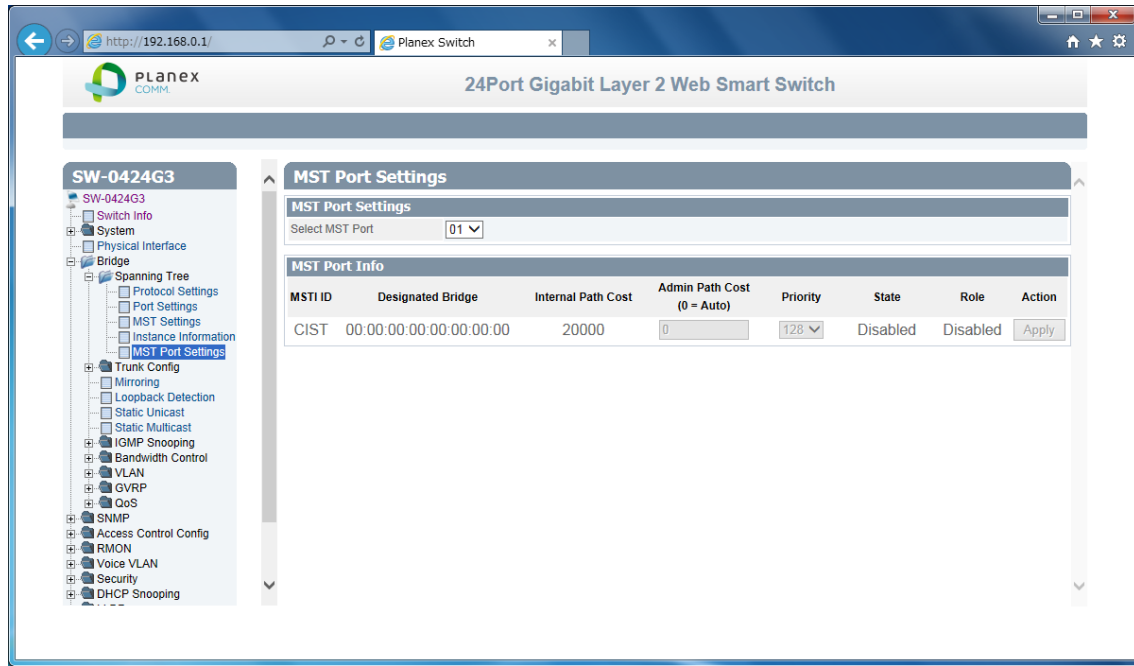 http://192.168.0.1/
Planex Switch
PLANEX
COMM.
24Port Gigabit Layer 2 Web Smart Switch
SW-0424G3
SW-0424G3
Switch Info
System
Physical Interface
Bridge
Spanning Tree
Protocol Settings
Port Settings
MST Settings
Instance Information
MST Port Settings
Trunk Config
Mirroring
Loopback Detection
Static Unicast
Static Multicast
IGMP Snooping
Bandwidth Control
VLAN
GVRP
QoS
SNMP
Access Control Config
RMON
Voice VLAN
Security
DHCP Snooping
MST Port Settings
MST Port Settings
Select MST Port 01
MST Port Info
MSTI ID Designated Bridge Internal Path Cost Admin Path Cost (0 = Auto) Priority State Role Action
CIST 00:00:00:00:00:00:00:00 20000 0 128 Disabled Disabled Apply